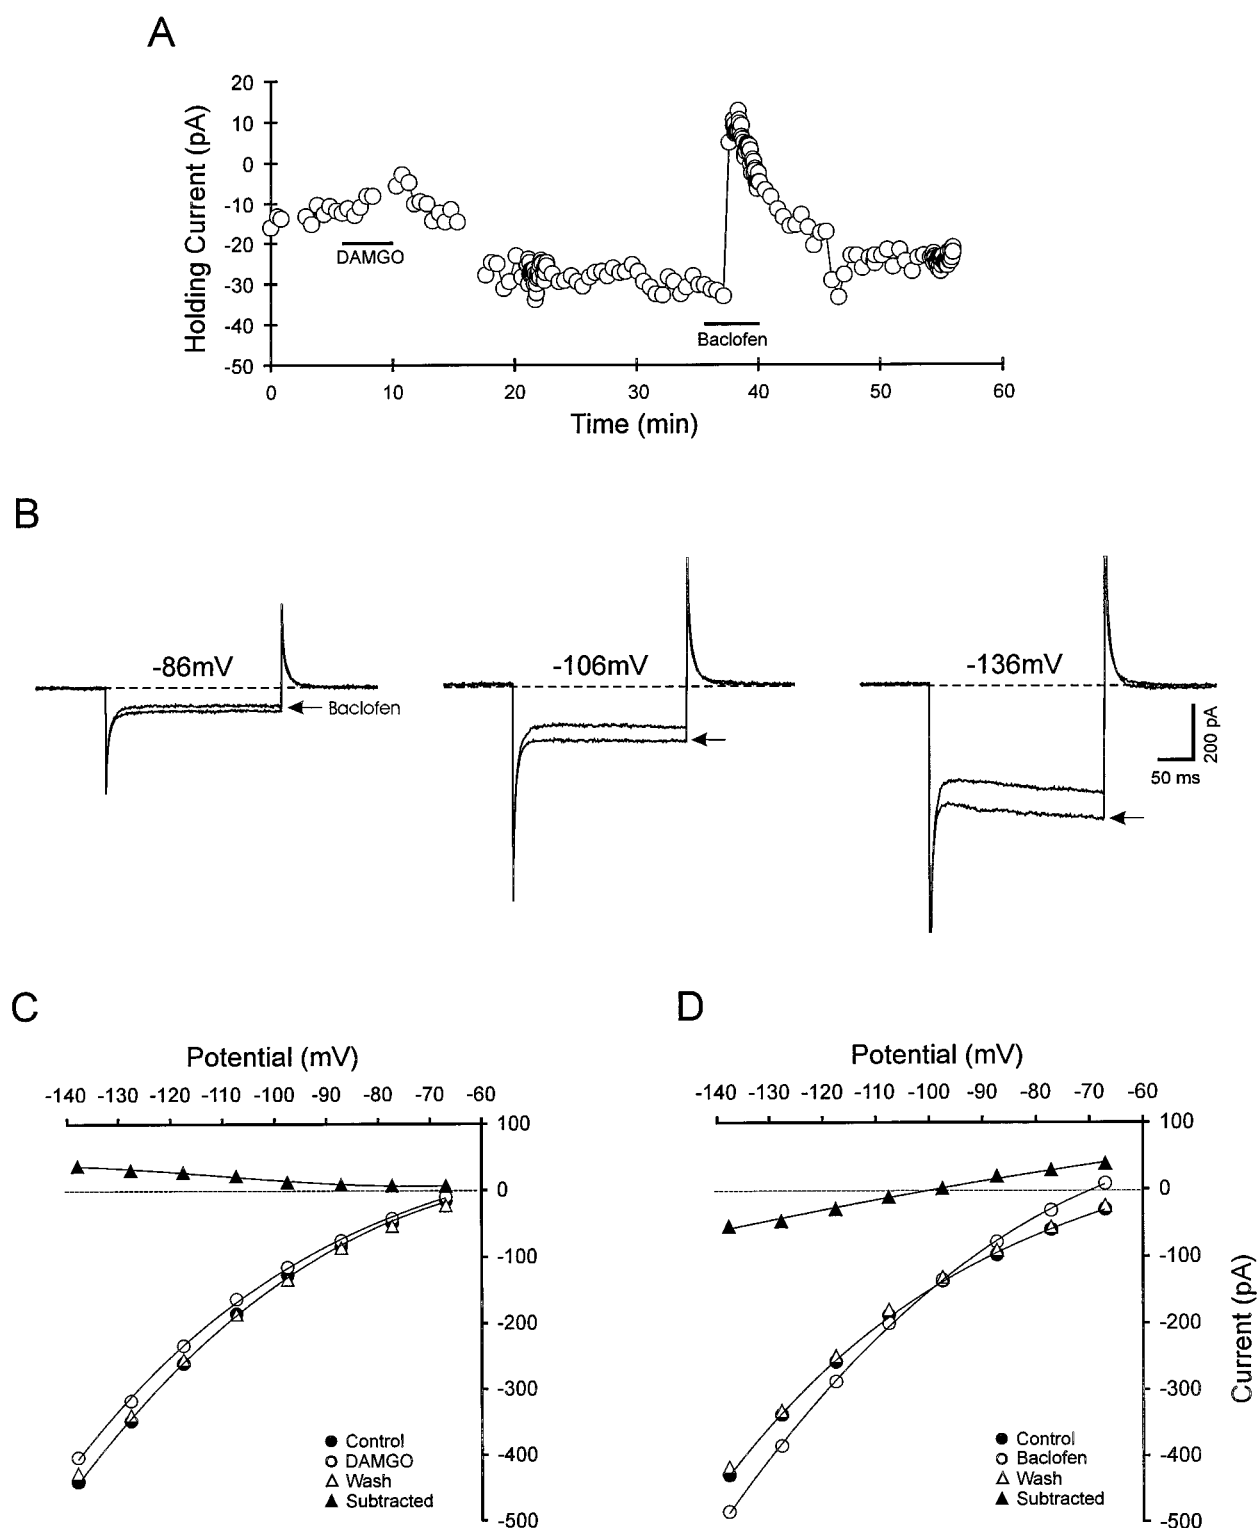 A
20
10
0
-10
-20
-30
-40
-50
Holding Current (pA)
DAMGO
Baclofen
0 10 20 30 40 50 60
Time (min)
B
-86mV
-106mV
-136mV
Baclofen
200 pA
50 ms
C
Potential (mV)
-140 -130 -120 -110 -100 -90 -80 -70 -60
100
0
-100
-200
-300
-400
-500
Control
DAMGO
Wash
Subtracted
D
Potential (mV)
-140 -130 -120 -110 -100 -90 -80 -70 -60
100
0
-100
-200
-300
-400
-500
Current (pA)
Control
Baclofen
Wash
Subtracted